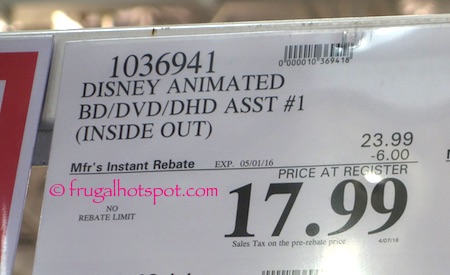 1036941
0000010369418
DISNEY ANIMATED
BD/DVD/DHD ASST #1
(INSIDE OUT)
23.99
Mfr's Instant Rebate EXP. 05/01/16 -6.00
PRICE AT REGISTER
© frugalhotspot.com
NO
REBATE LIMIT
17.99
Sales Tax on the pre-rebate price 4/07/16